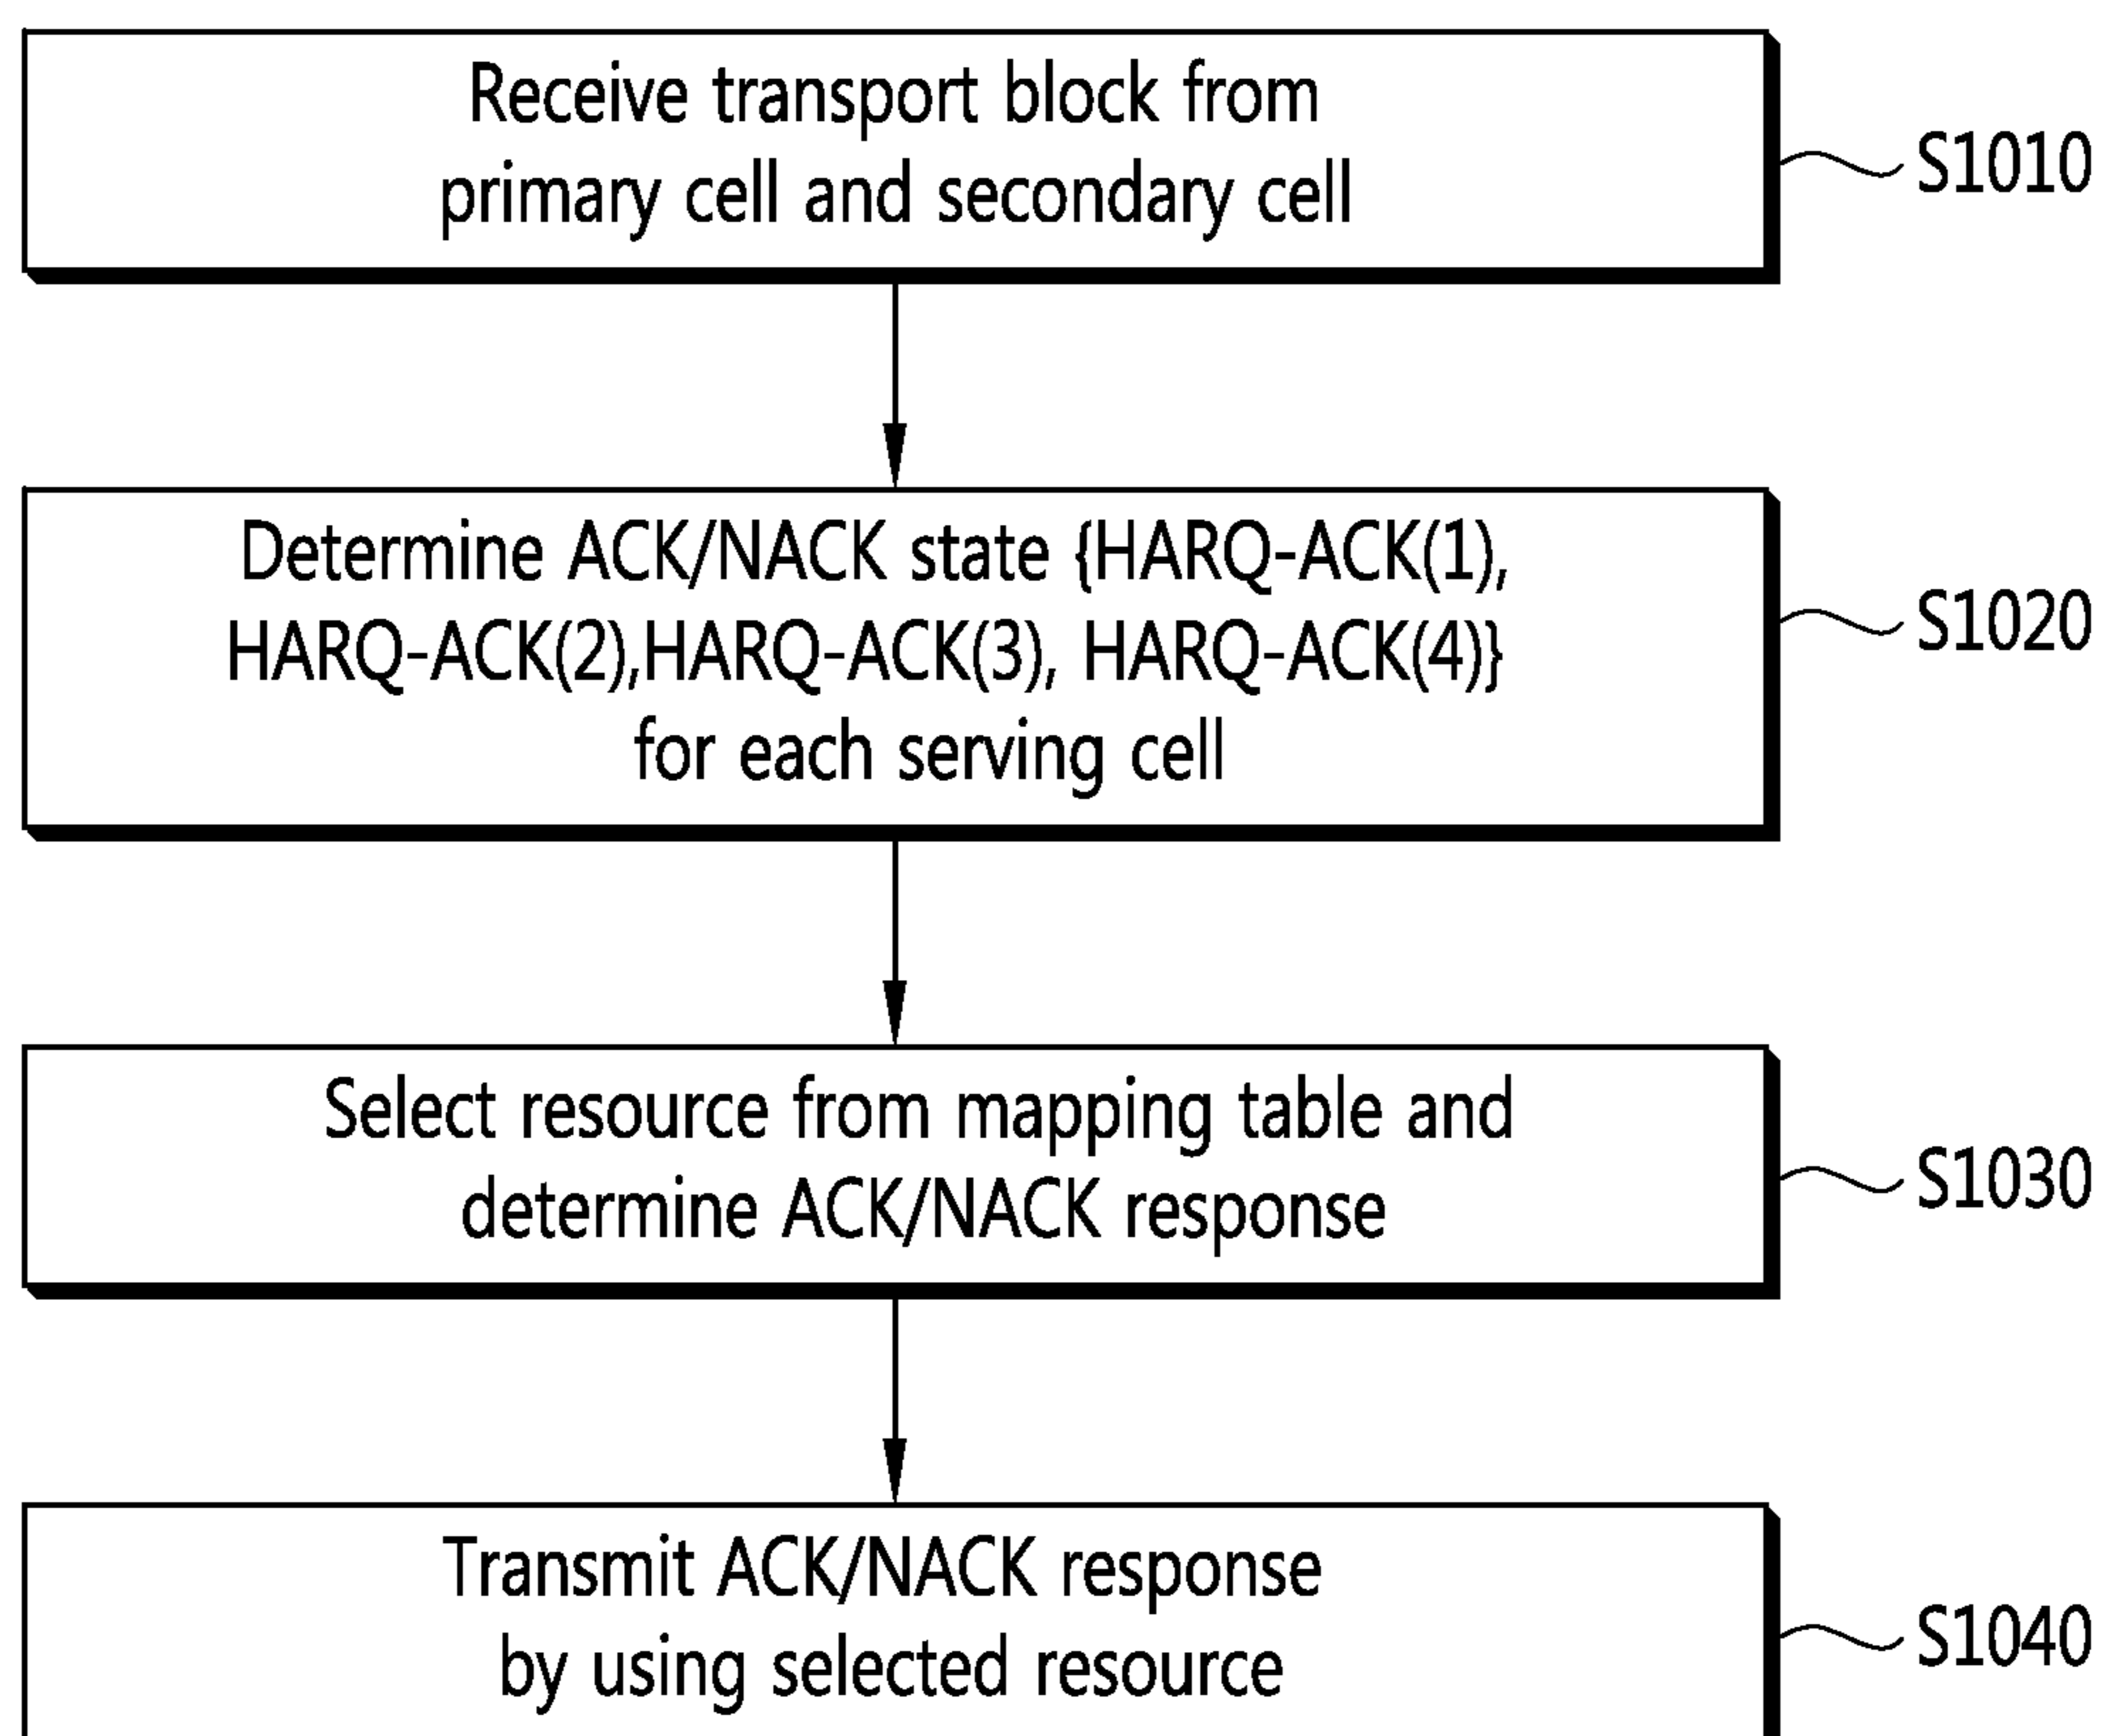 Receive transport block from
primary cell and secondary cell
S1010
Determine ACK/NACK state {HARQ-ACK(1),
HARQ-ACK(2),HARQ-ACK(3), HARQ-ACK(4)}
for each serving cell
S1020
Select resource from mapping table and
determine ACK/NACK response
S1030
Transmit ACK/NACK response
by using selected resource
S1040